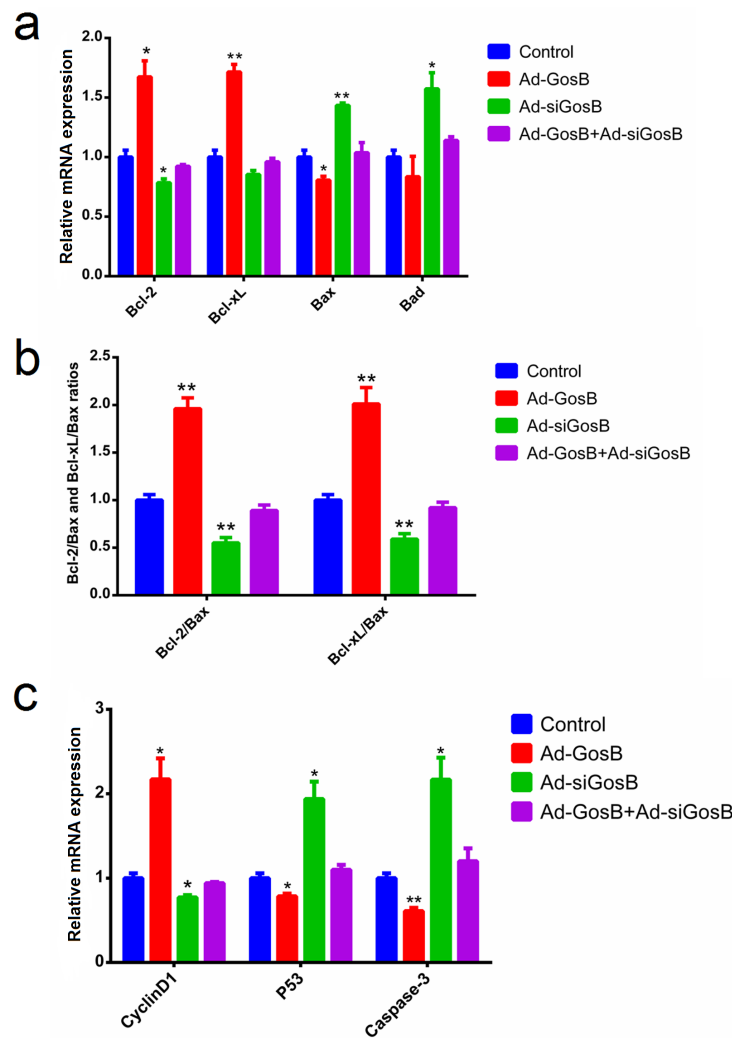 a
Relative mRNA expression
2.0
1.5
1.0
0.5
0.0
* ** ** *
* *
Bcl-2 Bcl-xL Bax Bad
Control
Ad-GosB
Ad-siGosB
Ad-GosB+Ad-siGosB
b
Bcl-2/Bax and Bcl-xL/Bax ratios
2.5
2.0
1.5
1.0
0.5
0.0
** **
** **
Bcl-2/Bax Bcl-xL/Bax
Control
Ad-GosB
Ad-siGosB
Ad-GosB+Ad-siGosB
c
Relative mRNA expression
3
2
1
0
* * *
* * **
CyclinD1 P53 Caspase-3
Control
Ad-GosB
Ad-siGosB
Ad-GosB+Ad-siGosB